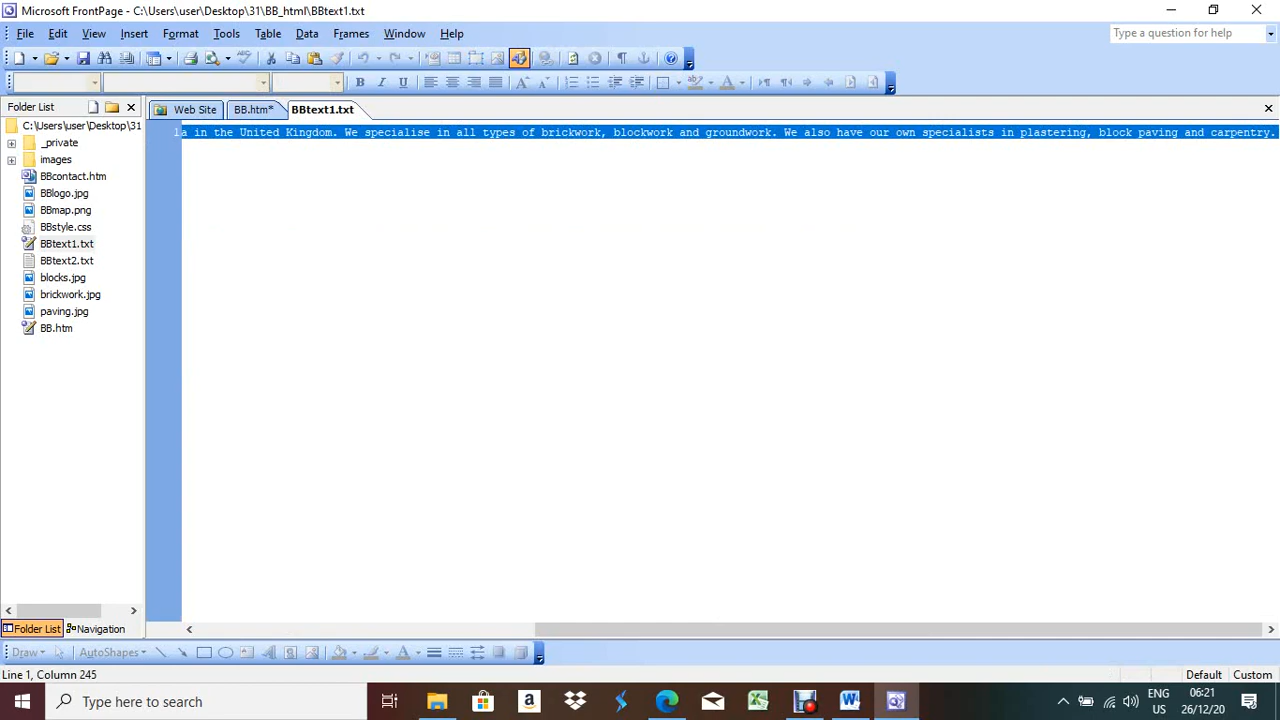 Microsoft FrontPage - C:\Users\user\Desktop\31\BB_html\BBtext1.txt
File Edit View Insert Format Tools Table Data Frames Window Help
Type a question for help
Folder List
Web Site BB.htm* BBtext1.txt
C:\Users\user\Desktop\31
1a in the United Kingdom. We specialise in all types of brickwork, blockwork and groundwork. We also have our own specialists in plastering, block paving and carpentry.
_private
images
BBcontact.htm
BBlogo.jpg
BBmap.png
BBstyle.css
BBtext1.txt
BBtext2.txt
blocks.jpg
brickwork.jpg
paving.jpg
BB.htm
Folder List Navigation
Draw AutoShapes
Line 1, Column 245
Default Custom
Type here to search
ENG
US
06:21
26/12/20